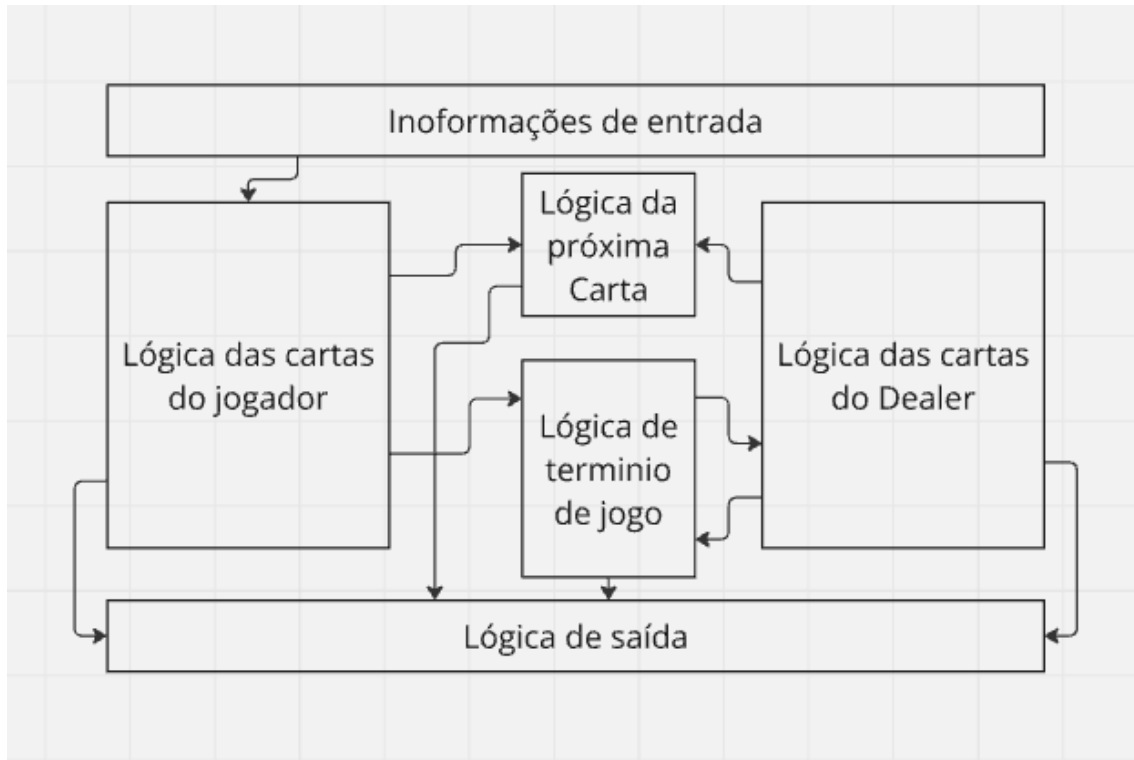 Inoformações de entrada
Lógica da
próxima
Carta
Lógica das cartas
do jogador
Lógica das cartas
do Dealer
Lógica de
terminio
de jogo
Lógica de saída